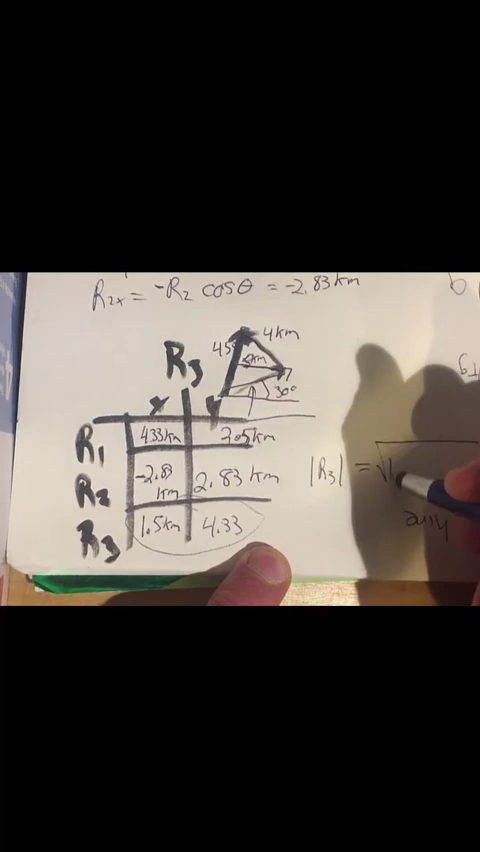 R2x = -R2 cosθ = -2.83 km
4km
45°
R3
30°
x y
R1 4.33km 2.5km
R2 -2.83 km 2.83 km
R3 1.5km 4.33
|R3| = √1